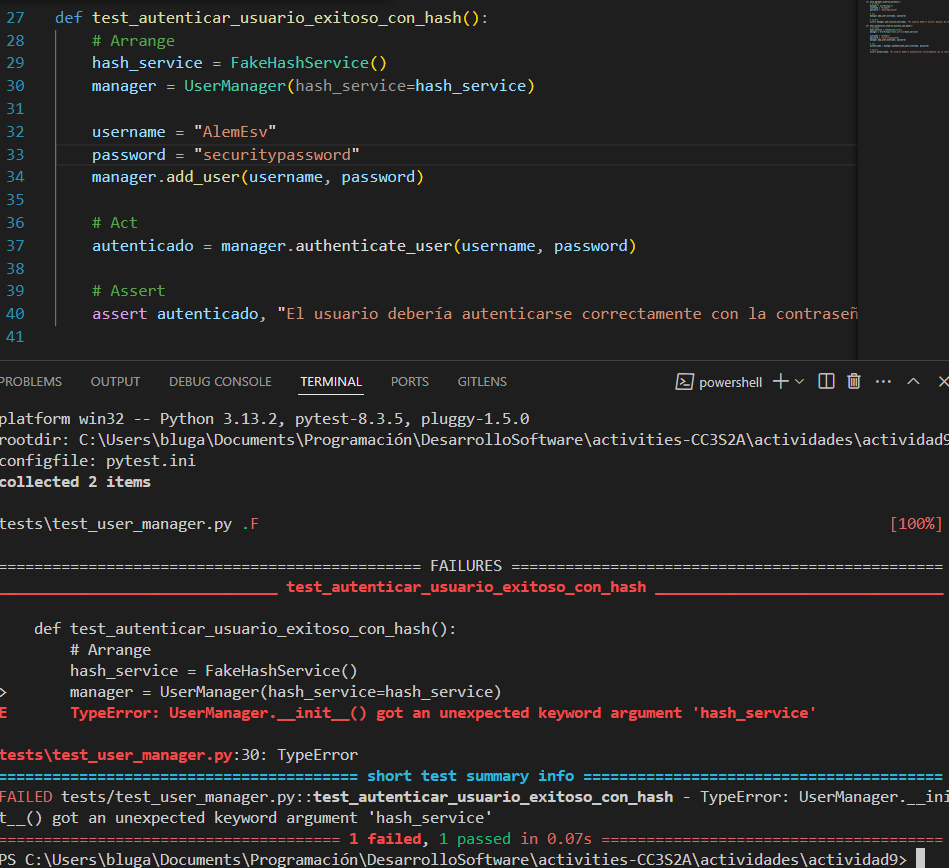 27 def test_autenticar_usuario_exitoso_con_hash():
28 # Arrange
29 hash_service = FakeHashService()
30 manager = UserManager(hash_service=hash_service)
31
32 username = "AlemEsv"
33 password = "securitypassword"
34 manager.add_user(username, password)
35
36 # Act
37 autenticado = manager.authenticate_user(username, password)
38
39 # Assert
40 assert autenticado, "El usuario debería autenticarse correctamente con la contraseñ
41
PROBLEMS OUTPUT DEBUG CONSOLE TERMINAL PORTS GITLENS powershell
platform win32 -- Python 3.13.2, pytest-8.3.5, pluggy-1.5.0
rootdir: C:\Users\bluga\Documents\Programación\DesarrolloSoftware\activities-CC3S2A\actividades\actividad9
configfile: pytest.ini
collected 2 items
tests\test_user_manager.py .F [100%]
=============================================== FAILURES ================================================
_______________________________ test_autenticar_usuario_exitoso_con_hash ________________________________
def test_autenticar_usuario_exitoso_con_hash():
# Arrange
hash_service = FakeHashService()
> manager = UserManager(hash_service=hash_service)
E TypeError: UserManager.__init__() got an unexpected keyword argument 'hash_service'
tests\test_user_manager.py:30: TypeError
======================================== short test summary info ========================================
FAILED tests/test_user_manager.py::test_autenticar_usuario_exitoso_con_hash - TypeError: UserManager.__ini
t__() got an unexpected keyword argument 'hash_service'
====================================== 1 failed, 1 passed in 0.07s ======================================
PS C:\Users\bluga\Documents\Programación\DesarrolloSoftware\activities-CC3S2A\actividades\actividad9>